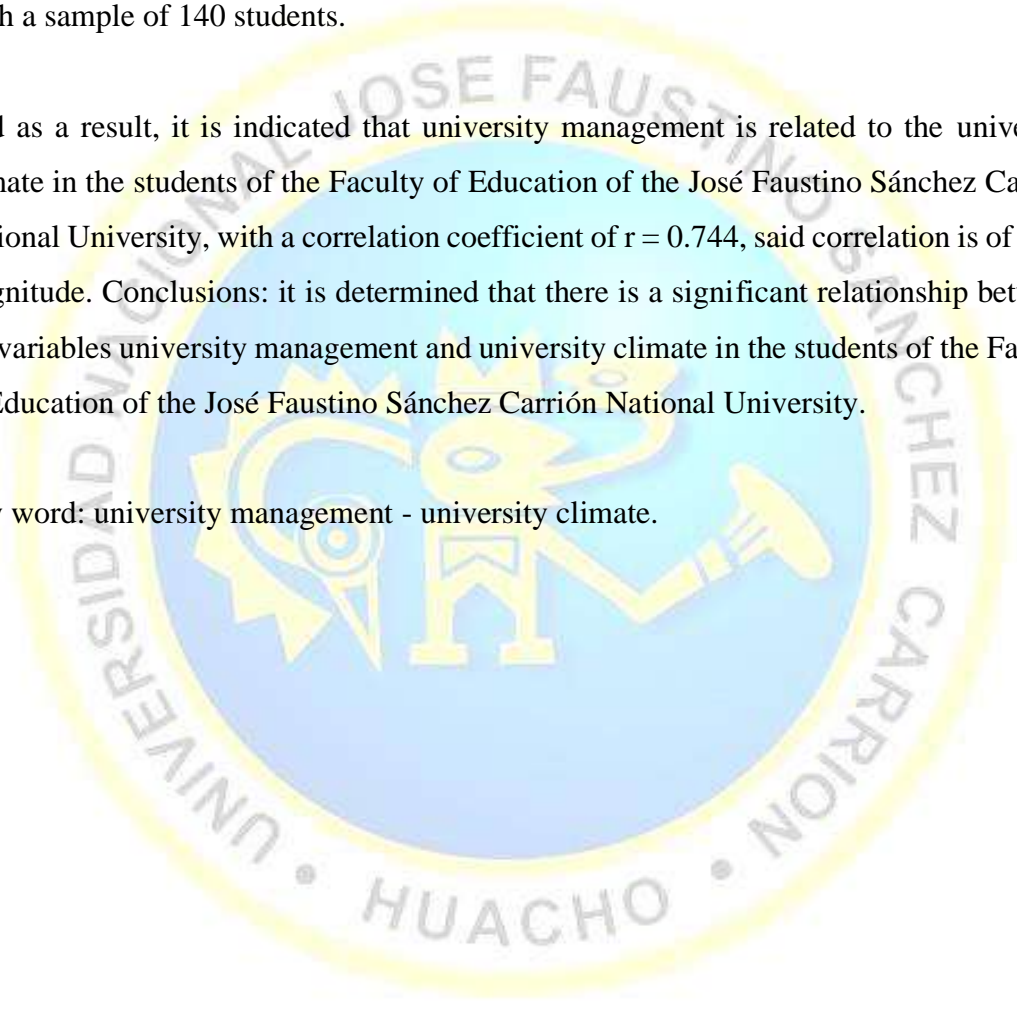 h a sample of 140 students.
d as a result, it is indicated that university management is related to the unive
nate in the students of the Faculty of Education of the José Faustino Sánchez Ca
ional University, with a correlation coefficient of r = 0.744, said correlation is of
gnitude. Conclusions: it is determined that there is a significant relationship bet
variables university management and university climate in the students of the Fa
Education of the José Faustino Sánchez Carrión National University.
word: university management - university climate.
UNIVERSIDAD NACIONAL JOSE FAUSTINO SANCHEZ CARRION • HUACHO •